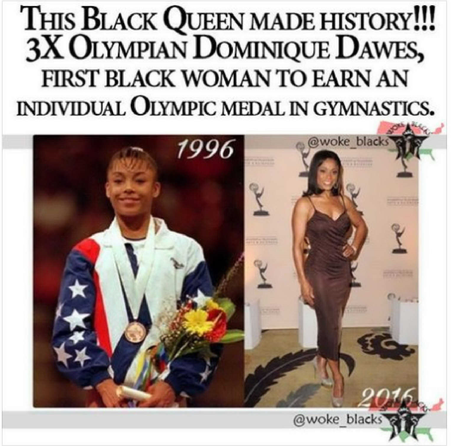 THIS BLACK QUEEN MADE HISTORY!!!
3X OLYMPIAN DOMINIQUE DAWES,
FIRST BLACK WOMAN TO EARN AN
INDIVIDUAL OLYMPIC MEDAL IN GYMNASTICS.
1996
@woke_blacks
2016
@woke_blacks